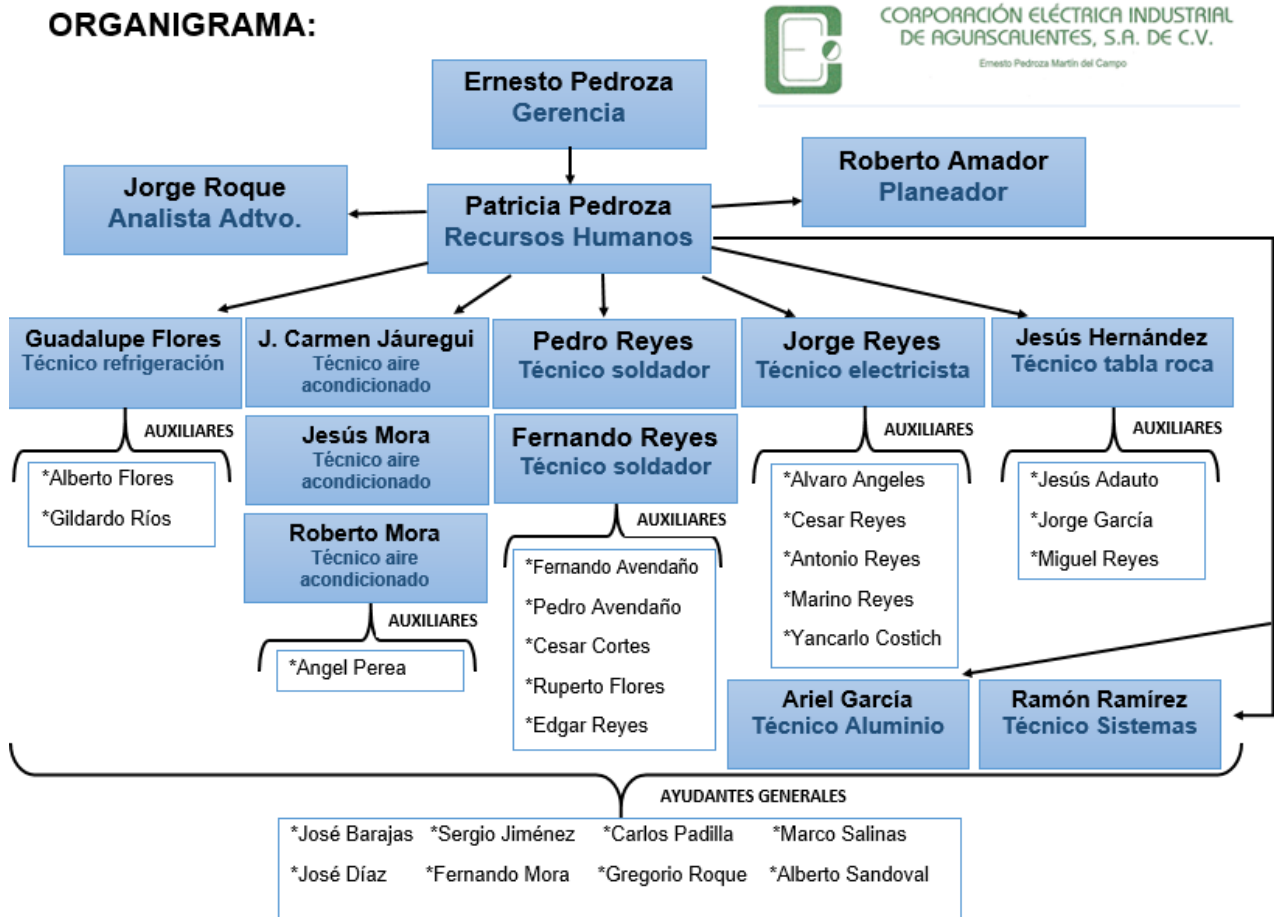 ORGANIGRAMA:
CORPORACIÓN ELÉCTRICA INDUSTRIAL
DE AGUASCALIENTES, S.A. DE C.V.
Ernesto Pedroza Martín del Campo
Ernesto Pedroza
Gerencia
Jorge Roque
Analista Adtvo.
Patricia Pedroza
Recursos Humanos
Roberto Amador
Planeador
Guadalupe Flores
Técnico refrigeración
J. Carmen Jáuregui
Técnico aire
acondicionado
Pedro Reyes
Técnico soldador
Jorge Reyes
Técnico electricista
Jesús Hernández
Técnico tabla roca
AUXILIARES
*Alberto Flores
*Gildardo Ríos
Jesús Mora
Técnico aire
acondicionado
Roberto Mora
Técnico aire
acondicionado
AUXILIARES
*Angel Perea
Fernando Reyes
Técnico soldador
AUXILIARES
*Fernando Avendaño
*Pedro Avendaño
*Cesar Cortes
*Ruperto Flores
*Edgar Reyes
AUXILIARES
*Alvaro Angeles
*Cesar Reyes
*Antonio Reyes
*Marino Reyes
*Yancarlo Costich
AUXILIARES
*Jesús Adauto
*Jorge García
*Miguel Reyes
Ariel García
Técnico Aluminio
Ramón Ramírez
Técnico Sistemas
AYUDANTES GENERALES
*José Barajas *Sergio Jiménez *Carlos Padilla *Marco Salinas
*José Díaz *Fernando Mora *Gregorio Roque *Alberto Sandoval